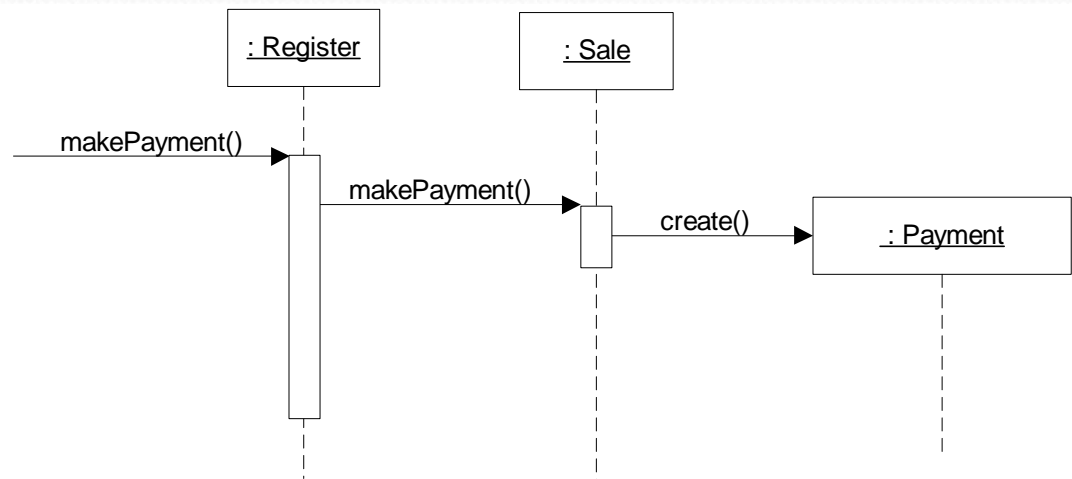 : Register
: Sale
makePayment()
makePayment()
create()
: Payment